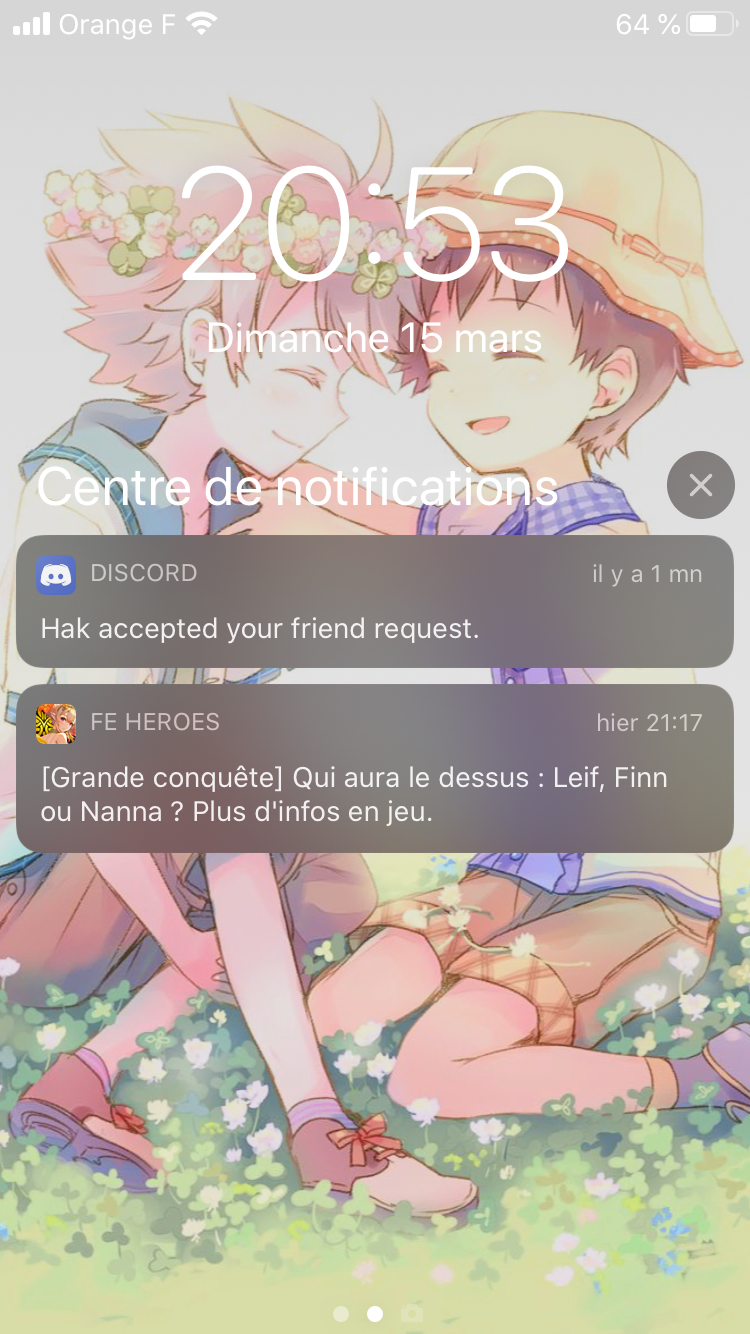 Orange F
64 %
20:53
Dimanche 15 mars
Centre de notifications
DISCORD
il y a 1 mn
Hak accepted your friend request.
FE HEROES
hier 21:17
[Grande conquête] Qui aura le dessus : Leif, Finn
ou Nanna ? Plus d'infos en jeu.